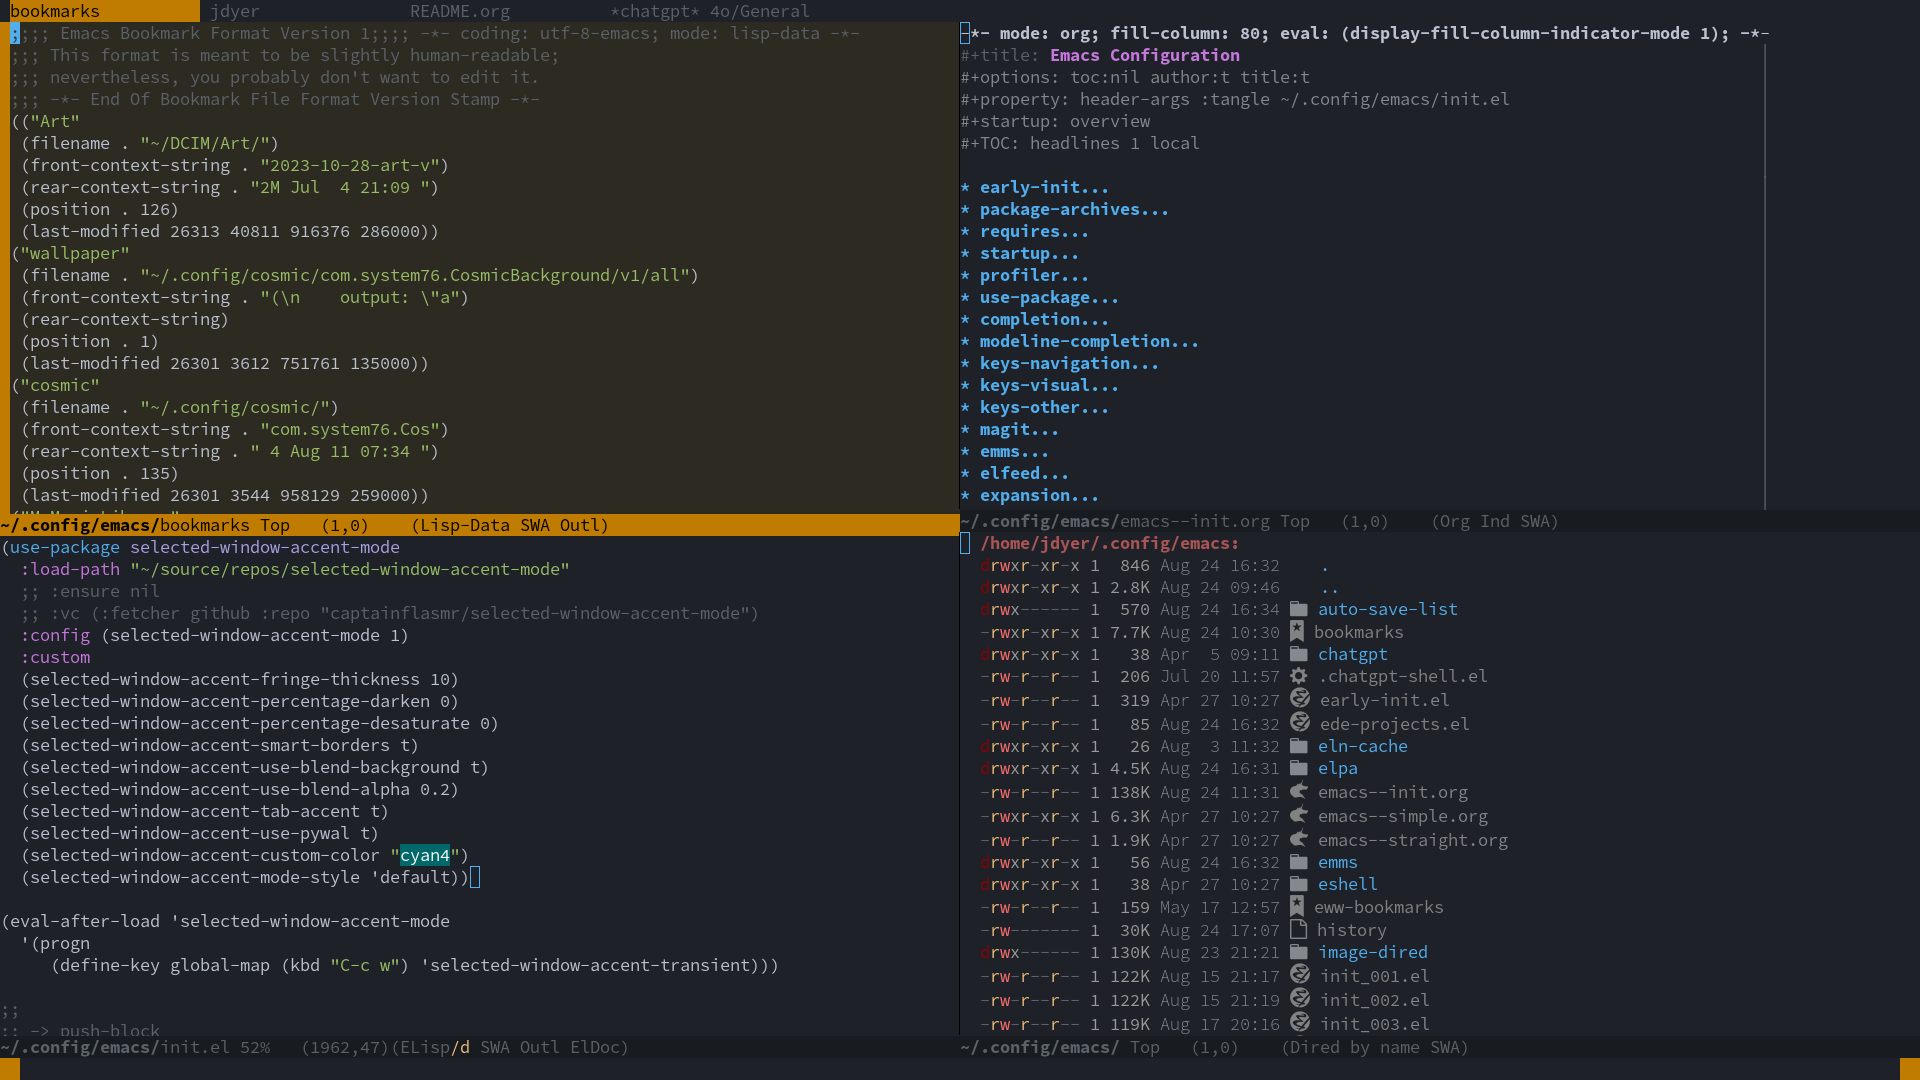 bookmarks jdyer README.org *chatgpt* 4o/General
;;;; Emacs Bookmark Format Version 1;;;; -*- coding: utf-8-emacs; mode: lisp-data -*-
;;; This format is meant to be slightly human-readable;
;;; nevertheless, you probably don't want to edit it.
;;; -*- End Of Bookmark File Format Version Stamp -*-
(("Art"
 (filename . "~/DCIM/Art/")
 (front-context-string . "2023-10-28-art-v")
 (rear-context-string . "2M Jul  4 21:09 ")
 (position . 126)
 (last-modified 26313 40811 916376 286000))
("wallpaper"
 (filename . "~/.config/cosmic/com.system76.CosmicBackground/v1/all")
 (front-context-string . "(\n    output: \"a")
 (rear-context-string)
 (position . 1)
 (last-modified 26301 3612 751761 135000))
("cosmic"
 (filename . "~/.config/cosmic/")
 (front-context-string . "com.system76.Cos")
 (rear-context-string . " 4 Aug 11 07:34 ")
 (position . 135)
 (last-modified 26301 3544 958129 259000))
~/.config/emacs/bookmarks Top   (1,0)    (Lisp-Data SWA Outl)
(use-package selected-window-accent-mode
  :load-path "~/source/repos/selected-window-accent-mode"
  ;; :ensure nil
  ;; :vc (:fetcher github :repo "captainflasmr/selected-window-accent-mode")
  :config (selected-window-accent-mode 1)
  :custom
  (selected-window-accent-fringe-thickness 10)
  (selected-window-accent-percentage-darken 0)
  (selected-window-accent-percentage-desaturate 0)
  (selected-window-accent-smart-borders t)
  (selected-window-accent-use-blend-background t)
  (selected-window-accent-use-blend-alpha 0.2)
  (selected-window-accent-tab-accent t)
  (selected-window-accent-use-pywal t)
  (selected-window-accent-custom-color "cyan4")
  (selected-window-accent-mode-style 'default))
(eval-after-load 'selected-window-accent-mode
  '(progn
     (define-key global-map (kbd "C-c w") 'selected-window-accent-transient)))
;;
;; -> push-block
~/.config/emacs/init.el 52%   (1962,47)(ELisp/d SWA Outl ElDoc)
-*- mode: org; fill-column: 80; eval: (display-fill-column-indicator-mode 1); -*-
#+title: Emacs Configuration
#+options: toc:nil author:t title:t
#+property: header-args :tangle ~/.config/emacs/init.el
#+startup: overview
#+TOC: headlines 1 local
* early-init...
* package-archives...
* requires...
* startup...
* profiler...
* use-package...
* completion...
* modeline-completion...
* keys-navigation...
* keys-visual...
* keys-other...
* magit...
* emms...
* elfeed...
* expansion...
~/.config/emacs/emacs--init.org Top   (1,0)    (Org Ind SWA)
/home/jdyer/.config/emacs:
drwxr-xr-x 1  846 Aug 24 16:32 .
drwxr-xr-x 1 2.8K Aug 24 09:46 ..
drwx------ 1  570 Aug 24 16:34 auto-save-list
-rwxr-xr-x 1 7.7K Aug 24 10:30 bookmarks
drwxr-xr-x 1   38 Apr  5 09:11 chatgpt
-rw-r--r-- 1  206 Jul 20 11:57 .chatgpt-shell.el
-rw-r--r-- 1  319 Apr 27 10:27 early-init.el
-rw-r--r-- 1   85 Aug 24 16:32 ede-projects.el
drwxr-xr-x 1   26 Aug  3 11:32 eln-cache
drwxr-xr-x 1 4.5K Aug 24 16:31 elpa
-rw-r--r-- 1 138K Aug 24 11:31 emacs--init.org
-rwxr-xr-x 1 6.3K Apr 27 10:27 emacs--simple.org
-rwxr-xr-x 1 1.9K Apr 27 10:27 emacs--straight.org
drwxr-xr-x 1   56 Aug 24 16:32 emms
drwxr-xr-x 1   38 Apr 27 10:27 eshell
-rw-r--r-- 1  159 May 17 12:57 eww-bookmarks
-rw------- 1  30K Aug 24 17:07 history
drwx------ 1 130K Aug 23 21:21 image-dired
-rw-r--r-- 1 122K Aug 15 21:17 init_001.el
-rw-r--r-- 1 122K Aug 15 21:19 init_002.el
-rw-r--r-- 1 119K Aug 17 20:16 init_003.el
~/.config/emacs/ Top   (1,0)    (Dired by name SWA)